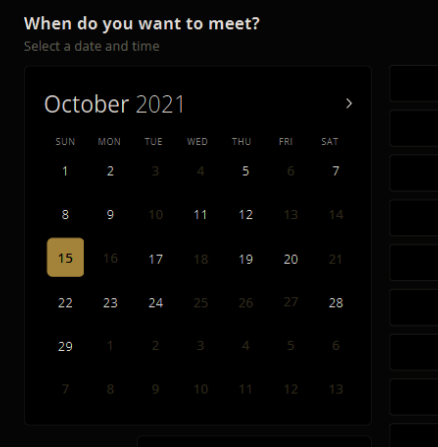 When do you want to meet?
Select a date and time
October 2021 >
SUN MON TUE WED THU FRI SAT
1 2 3 4 5 6 7
8 9 10 11 12 13 14
15 16 17 18 19 20 21
22 23 24 25 26 27 28
29 1 2 3 4 5 6
7 8 9 10 11 12 13